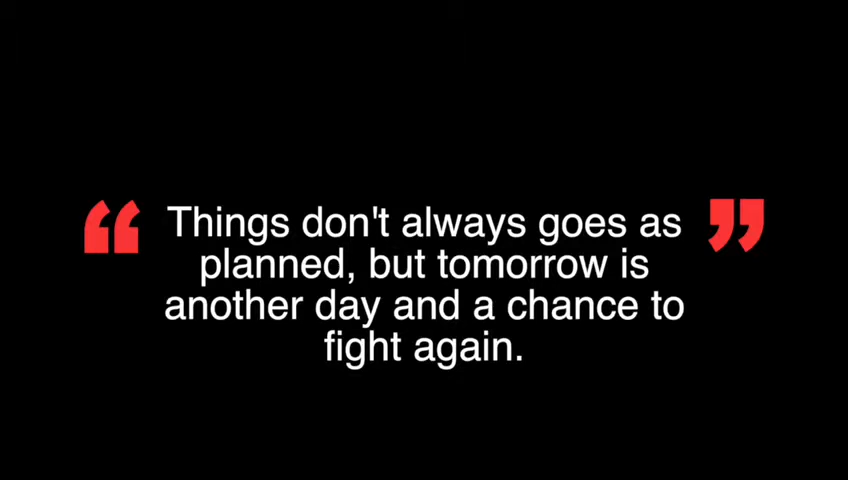 “ Things don't always goes as ”
planned, but tomorrow is
another day and a chance to
fight again.